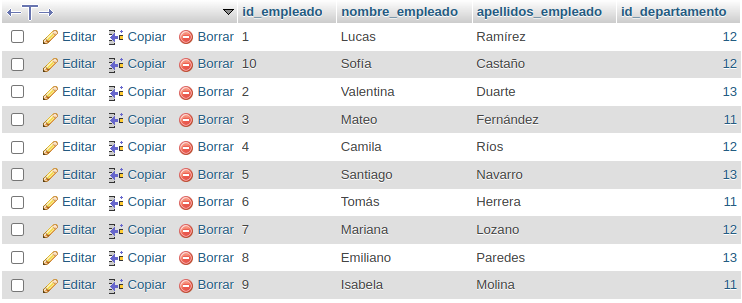 id_empleado nombre_empleado apellidos_empleado id_departamento
Editar Copiar Borrar 1 Lucas Ramírez 12
Editar Copiar Borrar 10 Sofía Castaño 12
Editar Copiar Borrar 2 Valentina Duarte 13
Editar Copiar Borrar 3 Mateo Fernández 11
Editar Copiar Borrar 4 Camila Ríos 12
Editar Copiar Borrar 5 Santiago Navarro 13
Editar Copiar Borrar 6 Tomás Herrera 11
Editar Copiar Borrar 7 Mariana Lozano 12
Editar Copiar Borrar 8 Emiliano Paredes 13
Editar Copiar Borrar 9 Isabela Molina 11